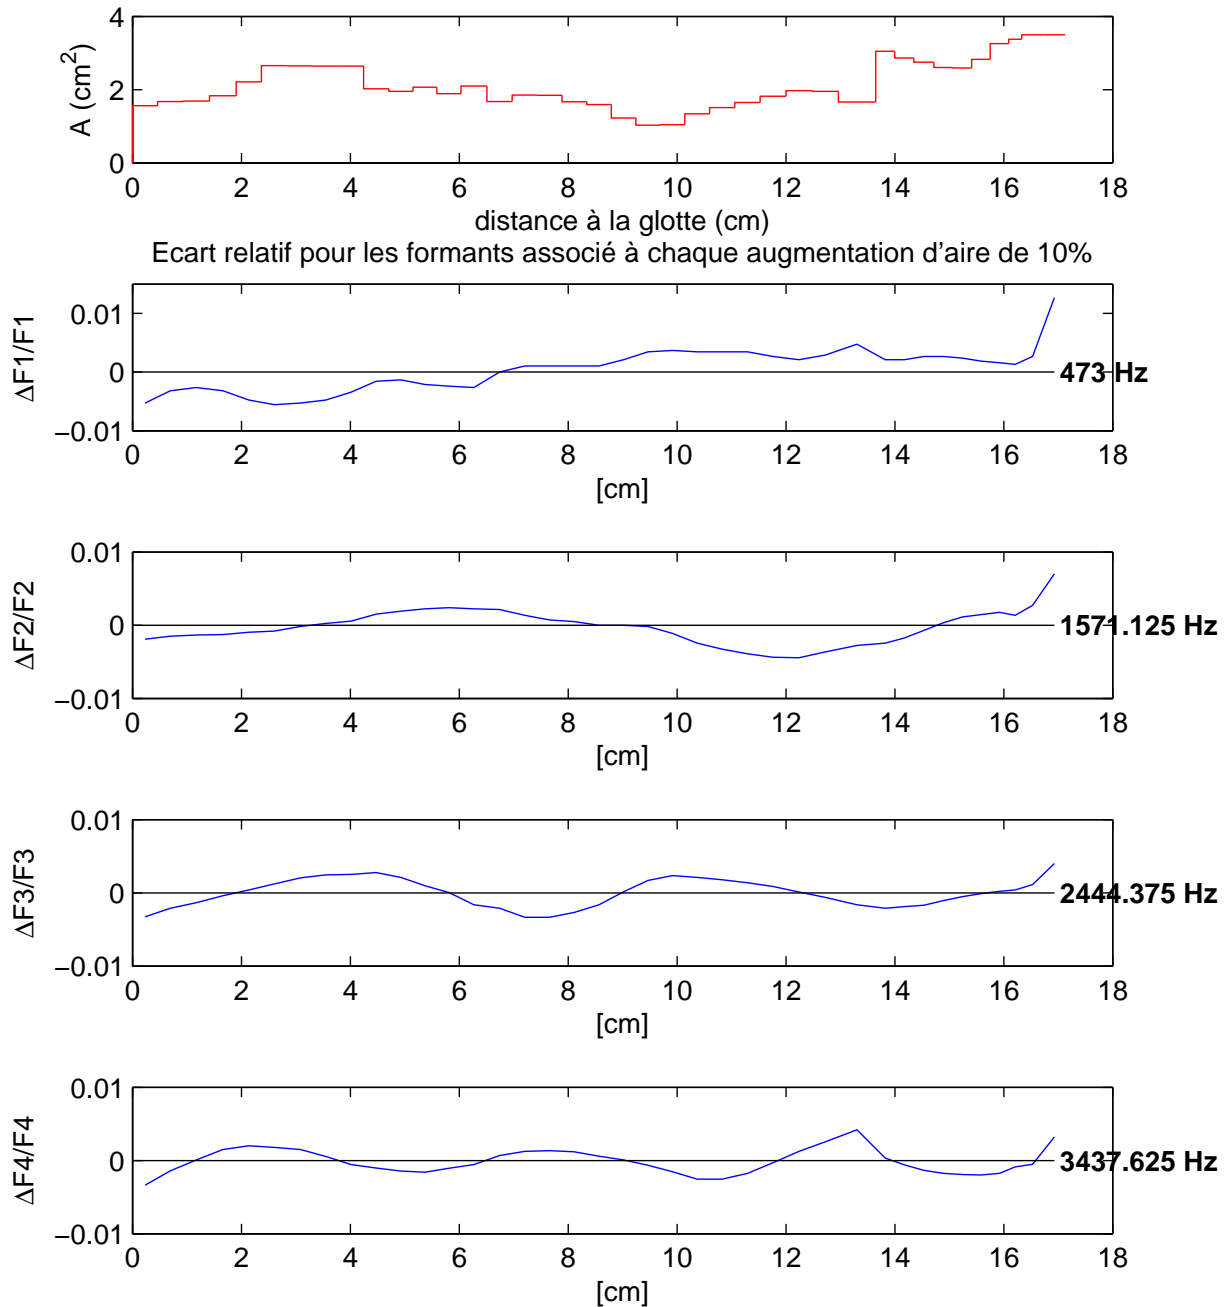 4
2
0
A (cm2)
0 2 4 6 8 10 12 14 16 18
distance à la glotte (cm)
Ecart relatif pour les formants associé à chaque augmentation d'aire de 10%
0.01
0
−0.01
ΔF1/F1
473 Hz
0 2 4 6 8 10 12 14 16 18
[cm]
0.01
0
−0.01
ΔF2/F2
1571.125 Hz
0 2 4 6 8 10 12 14 16 18
[cm]
0.01
0
−0.01
ΔF3/F3
2444.375 Hz
0 2 4 6 8 10 12 14 16 18
[cm]
0.01
0
−0.01
ΔF4/F4
3437.625 Hz
0 2 4 6 8 10 12 14 16 18
[cm]